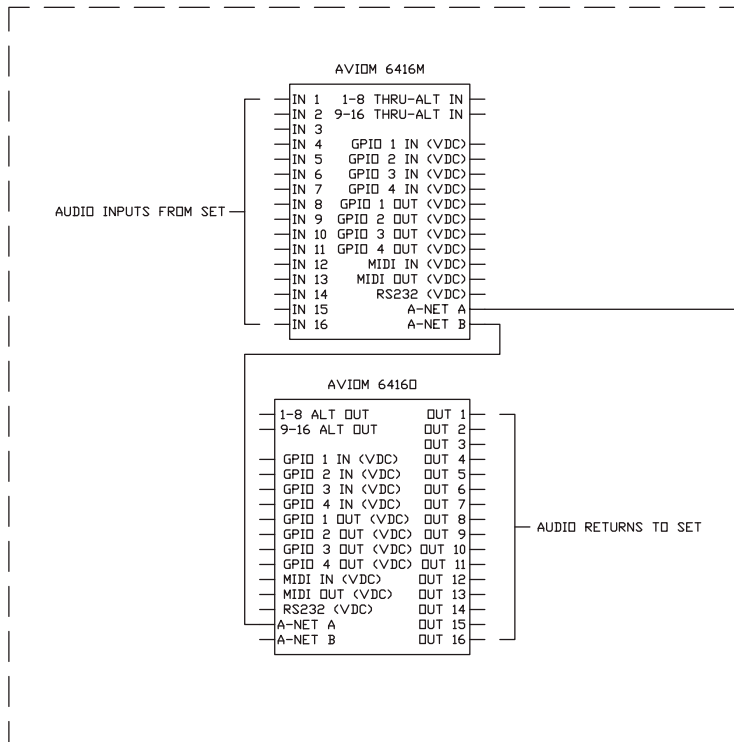 AVIOM 6416M
IN 1 1-8 THRU-ALT IN
IN 2 9-16 THRU-ALT IN
IN 3
IN 4 GPIO 1 IN (VDC)
IN 5 GPIO 2 IN (VDC)
IN 6 GPIO 3 IN (VDC)
IN 7 GPIO 4 IN (VDC)
IN 8 GPIO 1 OUT (VDC)
IN 9 GPIO 2 OUT (VDC)
IN 10 GPIO 3 OUT (VDC)
IN 11 GPIO 4 OUT (VDC)
IN 12 MIDI IN (VDC)
IN 13 MIDI OUT (VDC)
IN 14 RS232 (VDC)
IN 15 A-NET A
IN 16 A-NET B
AUDIO INPUTS FROM SET
AVIOM 6416O
1-8 ALT OUT OUT 1
9-16 ALT OUT OUT 2
OUT 3
GPIO 1 IN (VDC) OUT 4
GPIO 2 IN (VDC) OUT 5
GPIO 3 IN (VDC) OUT 6
GPIO 4 IN (VDC) OUT 7
GPIO 1 OUT (VDC) OUT 8
GPIO 2 OUT (VDC) OUT 9
GPIO 3 OUT (VDC) OUT 10
GPIO 4 OUT (VDC) OUT 11
MIDI IN (VDC) OUT 12
MIDI OUT (VDC) OUT 13
RS232 (VDC) OUT 14
A-NET A OUT 15
A-NET B OUT 16
AUDIO RETURNS TO SET